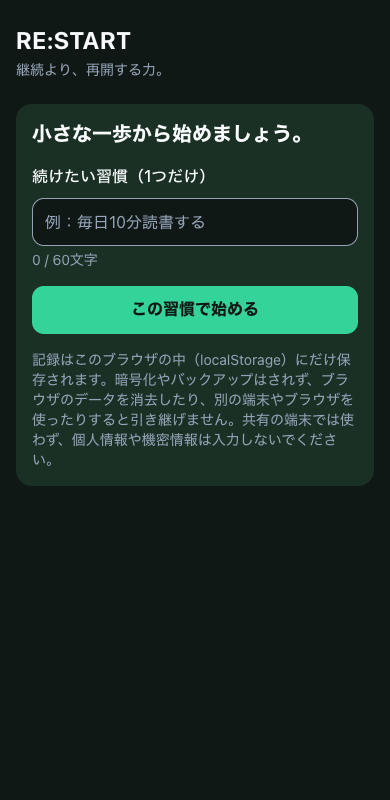 RE:START
継続より、再開する力。
小さな一歩から始めましょう。
続けたい習慣（1つだけ）
例：毎日10分読書する
0 / 60文字
この習慣で始める
記録はこのブラウザの中（localStorage）にだけ保
存されます。暗号化やバックアップはされず、ブラ
ウザのデータを消去したり、別の端末やブラウザを
使ったりすると引き継げません。共有の端末では使
わず、個人情報や機密情報は入力しないでくださ
い。